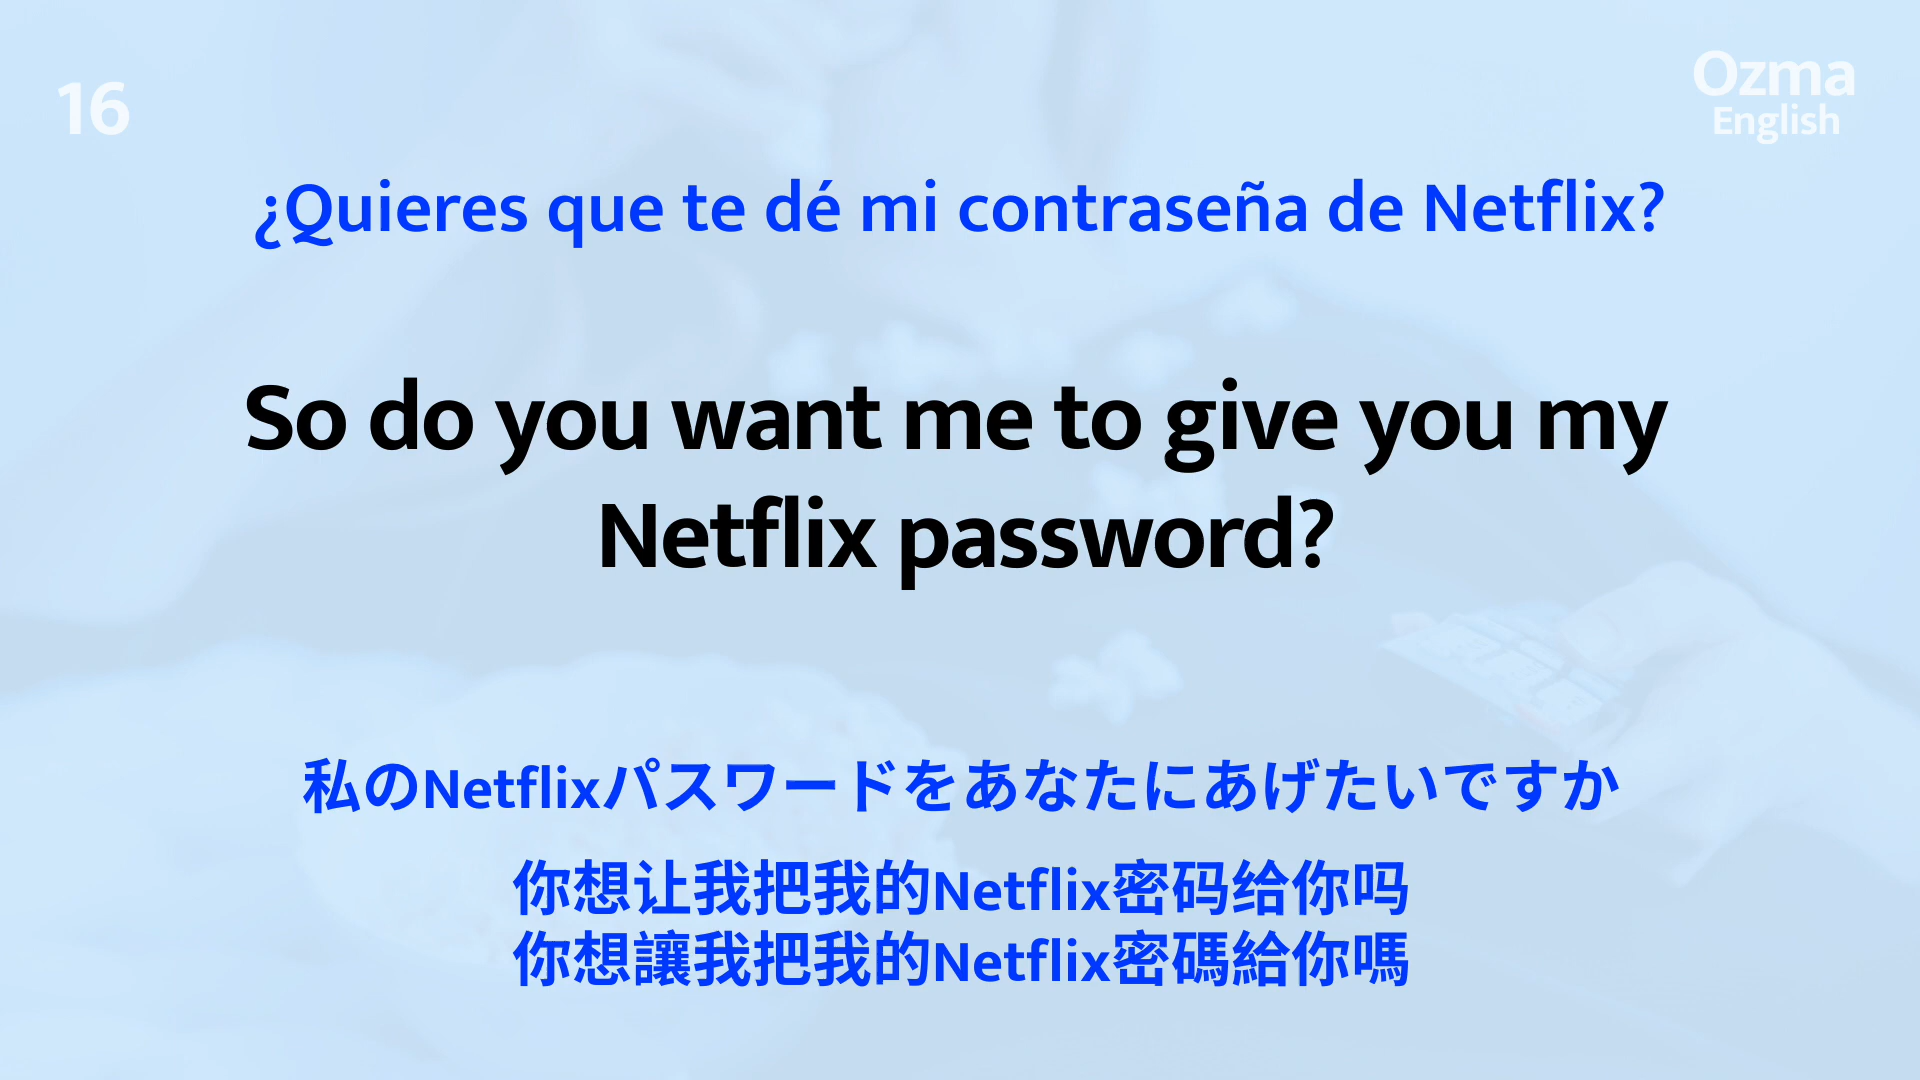 16
Ozma
English
¿Quieres que te dé mi contraseña de Netflix?
So do you want me to give you my
Netflix password?
私のNetflixパスワードをあなたにあげたいですか
你想让我把我的Netflix密码给你吗
你想讓我把我的Netflix密碼給你嗎